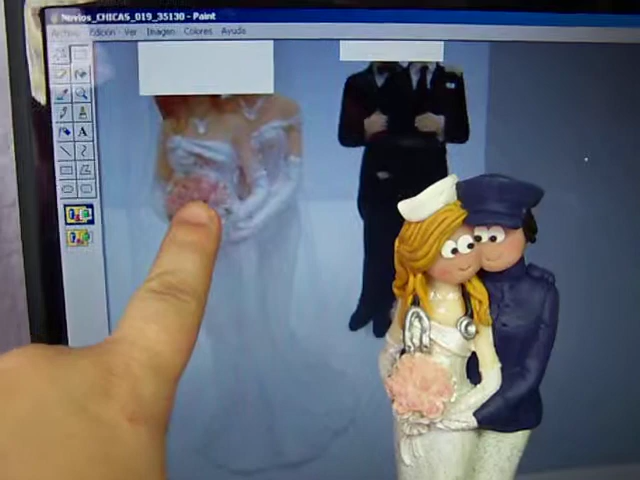 Novios_CHICAS_019_35130 - Paint
Archivo Edición Ver Imagen Colores Ayuda
A